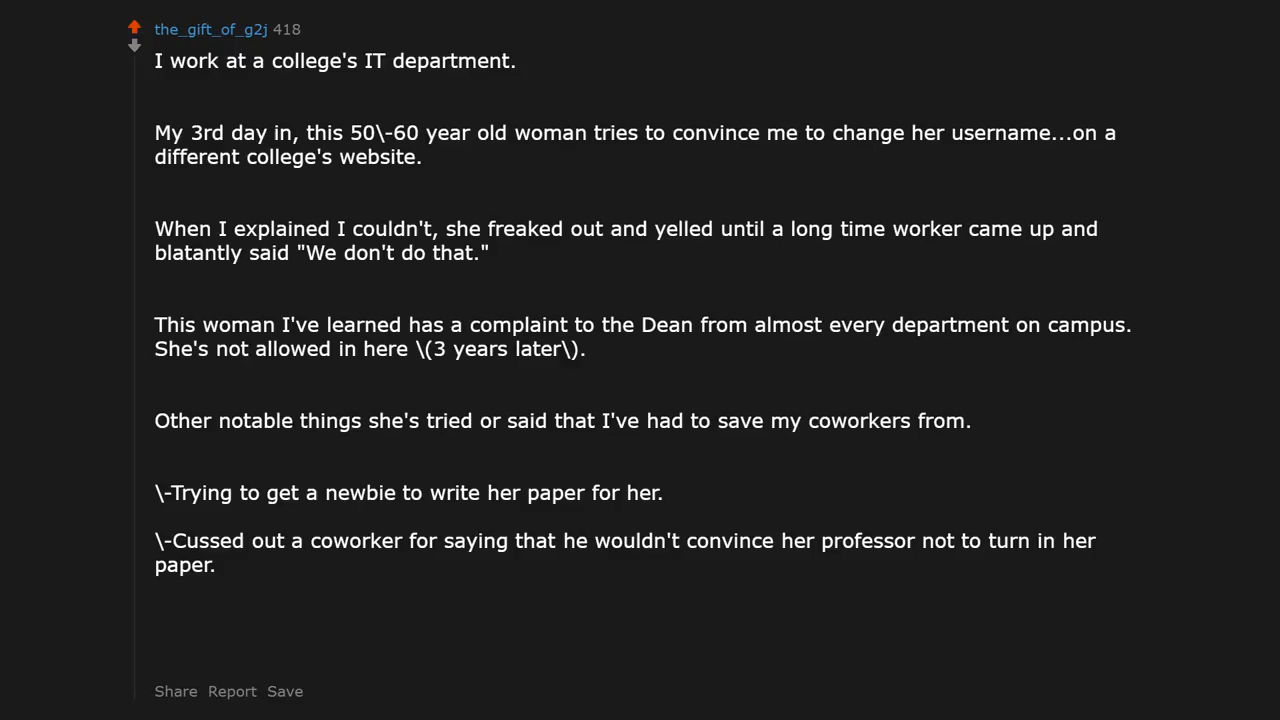 the_gift_of_g2j 418
I work at a college's IT department.
My 3rd day in, this 50\-60 year old woman tries to convince me to change her username...on a
different college's website.
When I explained I couldn't, she freaked out and yelled until a long time worker came up and
blatantly said "We don't do that."
This woman I've learned has a complaint to the Dean from almost every department on campus.
She's not allowed in here \(3 years later\).
Other notable things she's tried or said that I've had to save my coworkers from.
\-Trying to get a newbie to write her paper for her.
\-Cussed out a coworker for saying that he wouldn't convince her professor not to turn in her
paper.
Share Report Save